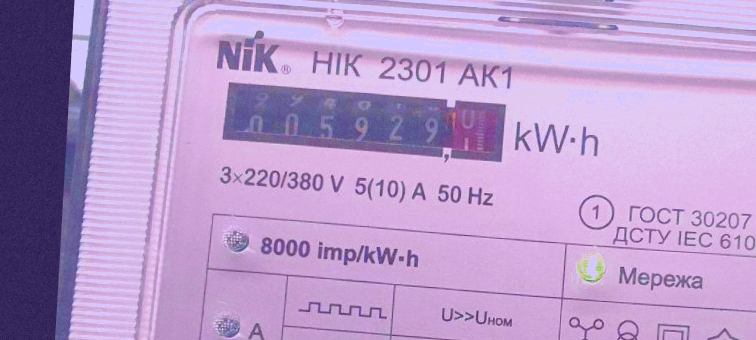 NiK® НІК 2301 АК1
005929, kW·h
3×220/380 V 5(10) A 50 Hz
1 ГОСТ 30207
ДСТУ IEC 610
8000 imp/kW·h
Мережа
A
U>>Uном